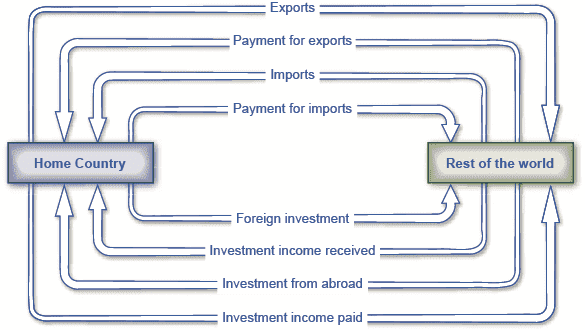 Exports
Payment for exports
Imports
Payment for imports
Home Country
Rest of the world
Foreign investment
Investment income received
Investment from abroad
Investment income paid